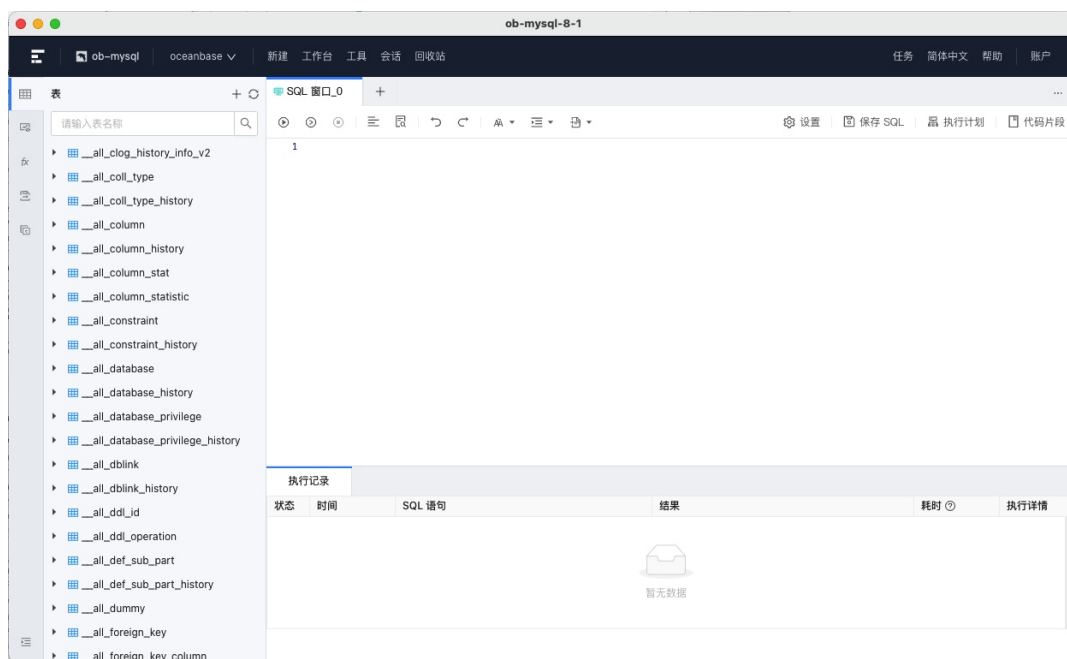 ob-mysql-8-1
ob-mysql oceanbase 新建 工作台 工具 会话 回收站 任务 简体中文 帮助 账户
表 SQL 窗口_0
请输入表名称 设置 保存 SQL 执行计划 代码片段
1
__all_clog_history_info_v2
__all_coll_type
__all_coll_type_history
__all_column
__all_column_history
__all_column_stat
__all_column_statistic
__all_constraint
__all_constraint_history
__all_database
__all_database_history
__all_database_privilege
__all_database_privilege_history
__all_dblink
__all_dblink_history
__all_ddl_id
__all_ddl_operation
__all_def_sub_part
__all_def_sub_part_history
__all_dummy
__all_foreign_key
__all_foreign_key_column
执行记录
状态 时间 SQL 语句 结果 耗时 执行详情
暂无数据